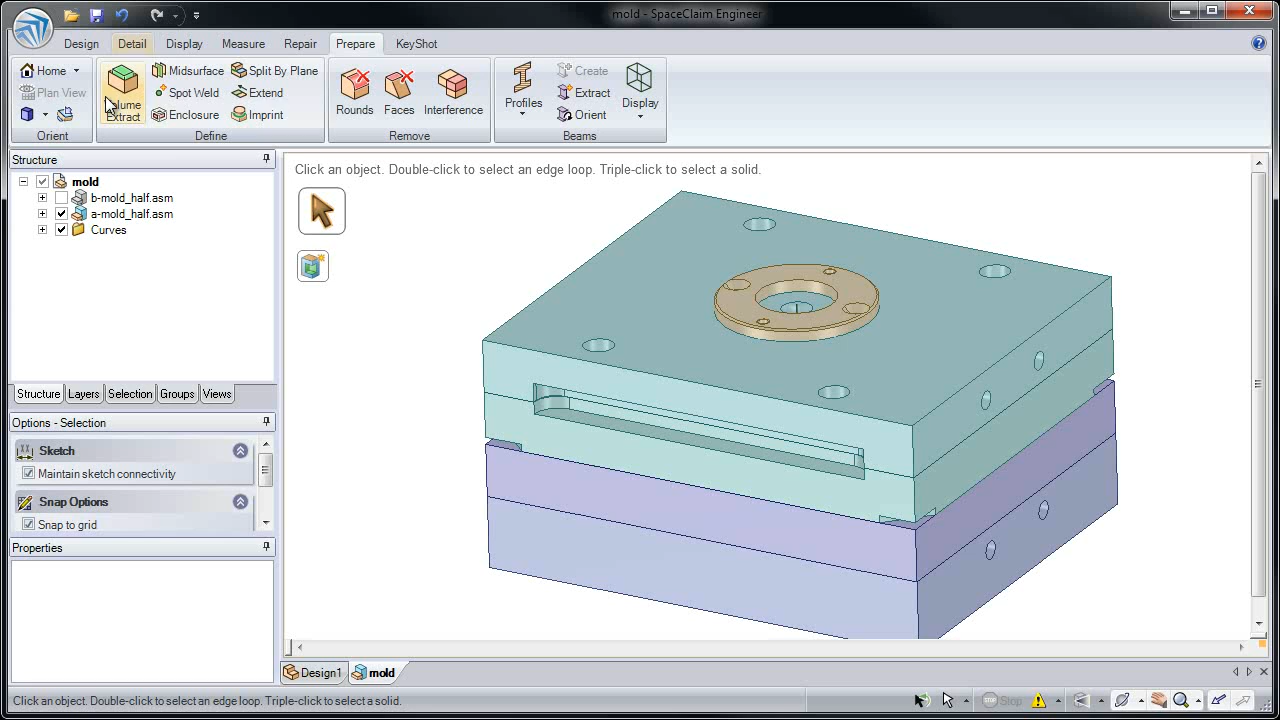 mold - SpaceClaim Engineer
Design Detail Display Measure Repair Prepare KeyShot
Home
Plan View
Orient
Volume Extract
Midsurface
Spot Weld
Enclosure
Split By Plane
Extend
Imprint
Define
Rounds
Faces
Interference
Remove
Profiles
Create
Extract
Orient
Display
Beams
Structure
mold
b-mold_half.asm
a-mold_half.asm
Curves
Structure Layers Selection Groups Views
Options - Selection
Sketch
Maintain sketch connectivity
Snap Options
Snap to grid
Properties
Click an object. Double-click to select an edge loop. Triple-click to select a solid.
Design1 mold
Click an object. Double-click to select an edge loop. Triple-click to select a solid.
Stop